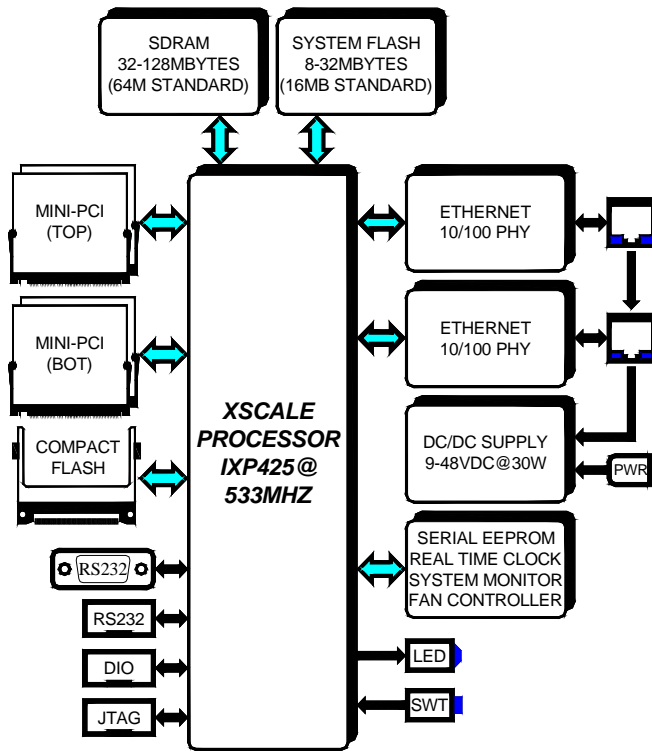 SDRAM
32-128MBYTES
(64M STANDARD)
SYSTEM FLASH
8-32MBYTES
(16MB STANDARD)
MINI-PCI
(TOP)
ETHERNET
10/100 PHY
MINI-PCI
(BOT)
ETHERNET
10/100 PHY
XSCALE
PROCESSOR
IXP425@
533MHZ
COMPACT
FLASH
DC/DC SUPPLY
9-48VDC@30W
PWR
RS232
SERIAL EEPROM
REAL TIME CLOCK
SYSTEM MONITOR
FAN CONTROLLER
RS232
DIO
JTAG
LED
SWT